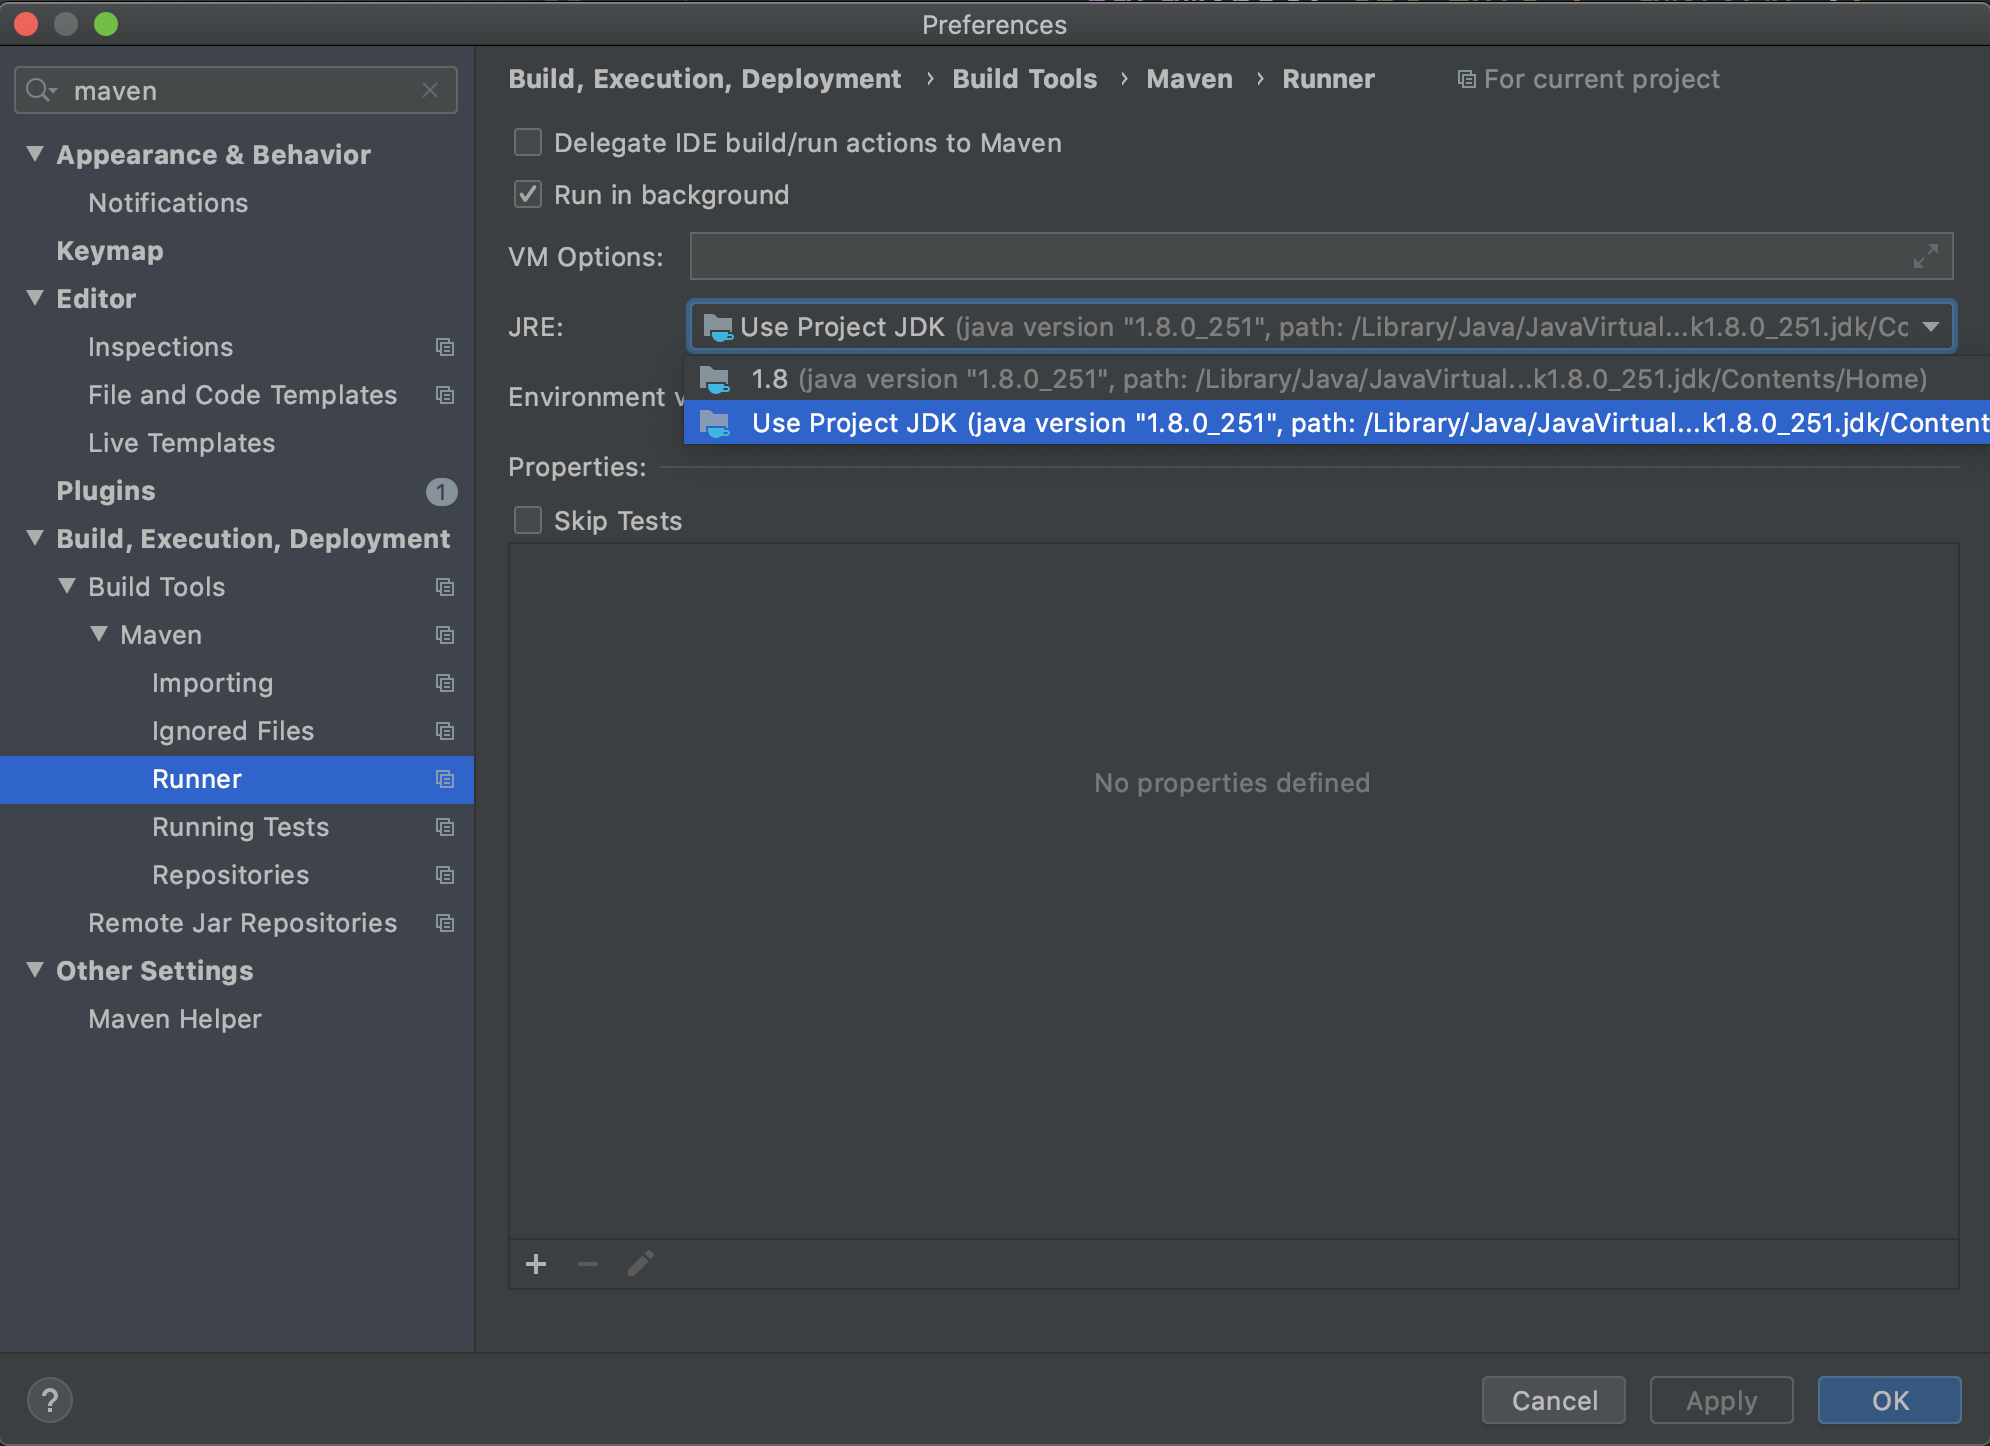 Preferences
maven
Appearance & Behavior
Notifications
Keymap
Editor
Inspections
File and Code Templates
Live Templates
Plugins 1
Build, Execution, Deployment
Build Tools
Maven
Importing
Ignored Files
Runner
Running Tests
Repositories
Remote Jar Repositories
Other Settings
Maven Helper
Build, Execution, Deployment › Build Tools › Maven › Runner For current project
Delegate IDE build/run actions to Maven
Run in background
VM Options:
JRE: Use Project JDK (java version "1.8.0_251", path: /Library/Java/JavaVirtual...k1.8.0_251.jdk/Cc
1.8 (java version "1.8.0_251", path: /Library/Java/JavaVirtual...k1.8.0_251.jdk/Contents/Home)
Environment v
Use Project JDK (java version "1.8.0_251", path: /Library/Java/JavaVirtual...k1.8.0_251.jdk/Content
Properties:
Skip Tests
No properties defined
?
Cancel
Apply
OK